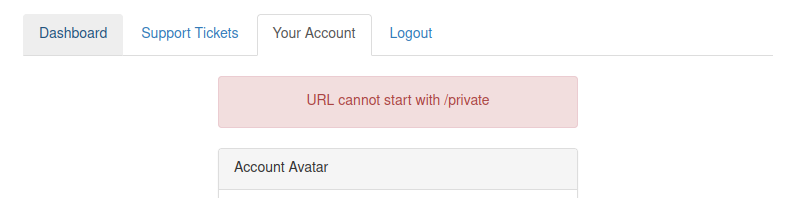 Dashboard Support Tickets Your Account Logout
URL cannot start with /private
Account Avatar